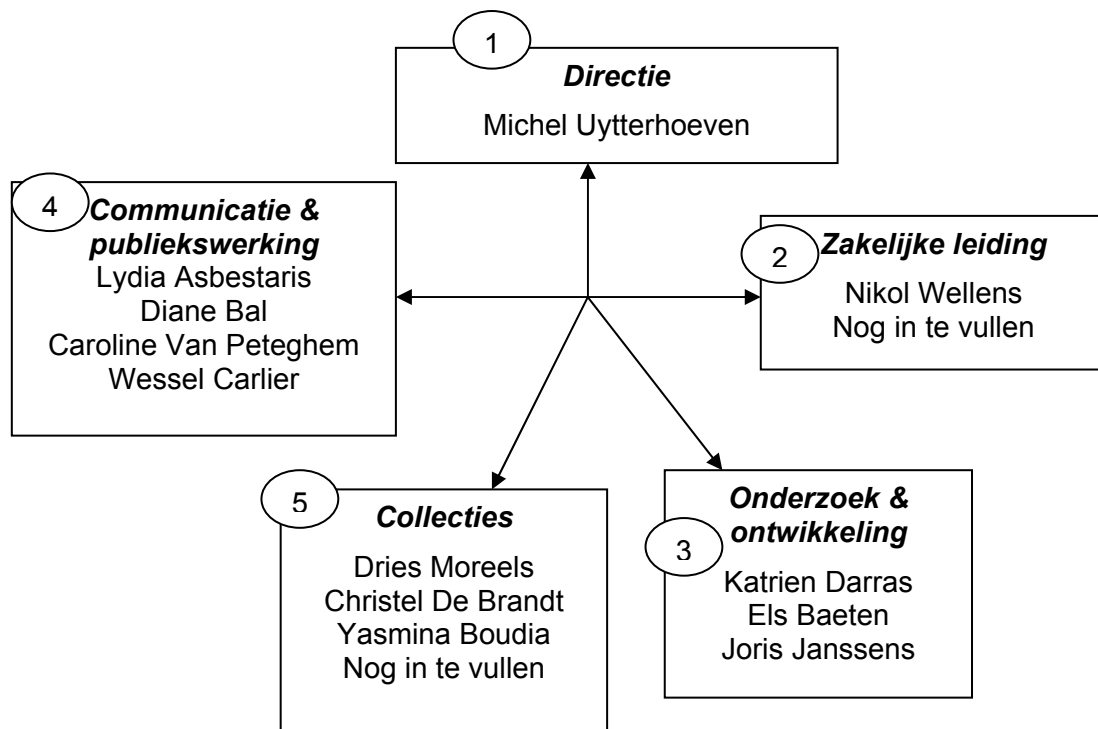 1
Directie
Michel Uytterhoeven
4
Communicatie &
publiekswerking
Lydia Asbestaris
Diane Bal
Caroline Van Peteghem
Wessel Carlier
2
Zakelijke leiding
Nikol Wellens
Nog in te vullen
5
Collecties
Dries Moreels
Christel De Brandt
Yasmina Boudia
Nog in te vullen
3
Onderzoek &
ontwikkeling
Katrien Darras
Els Baeten
Joris Janssens